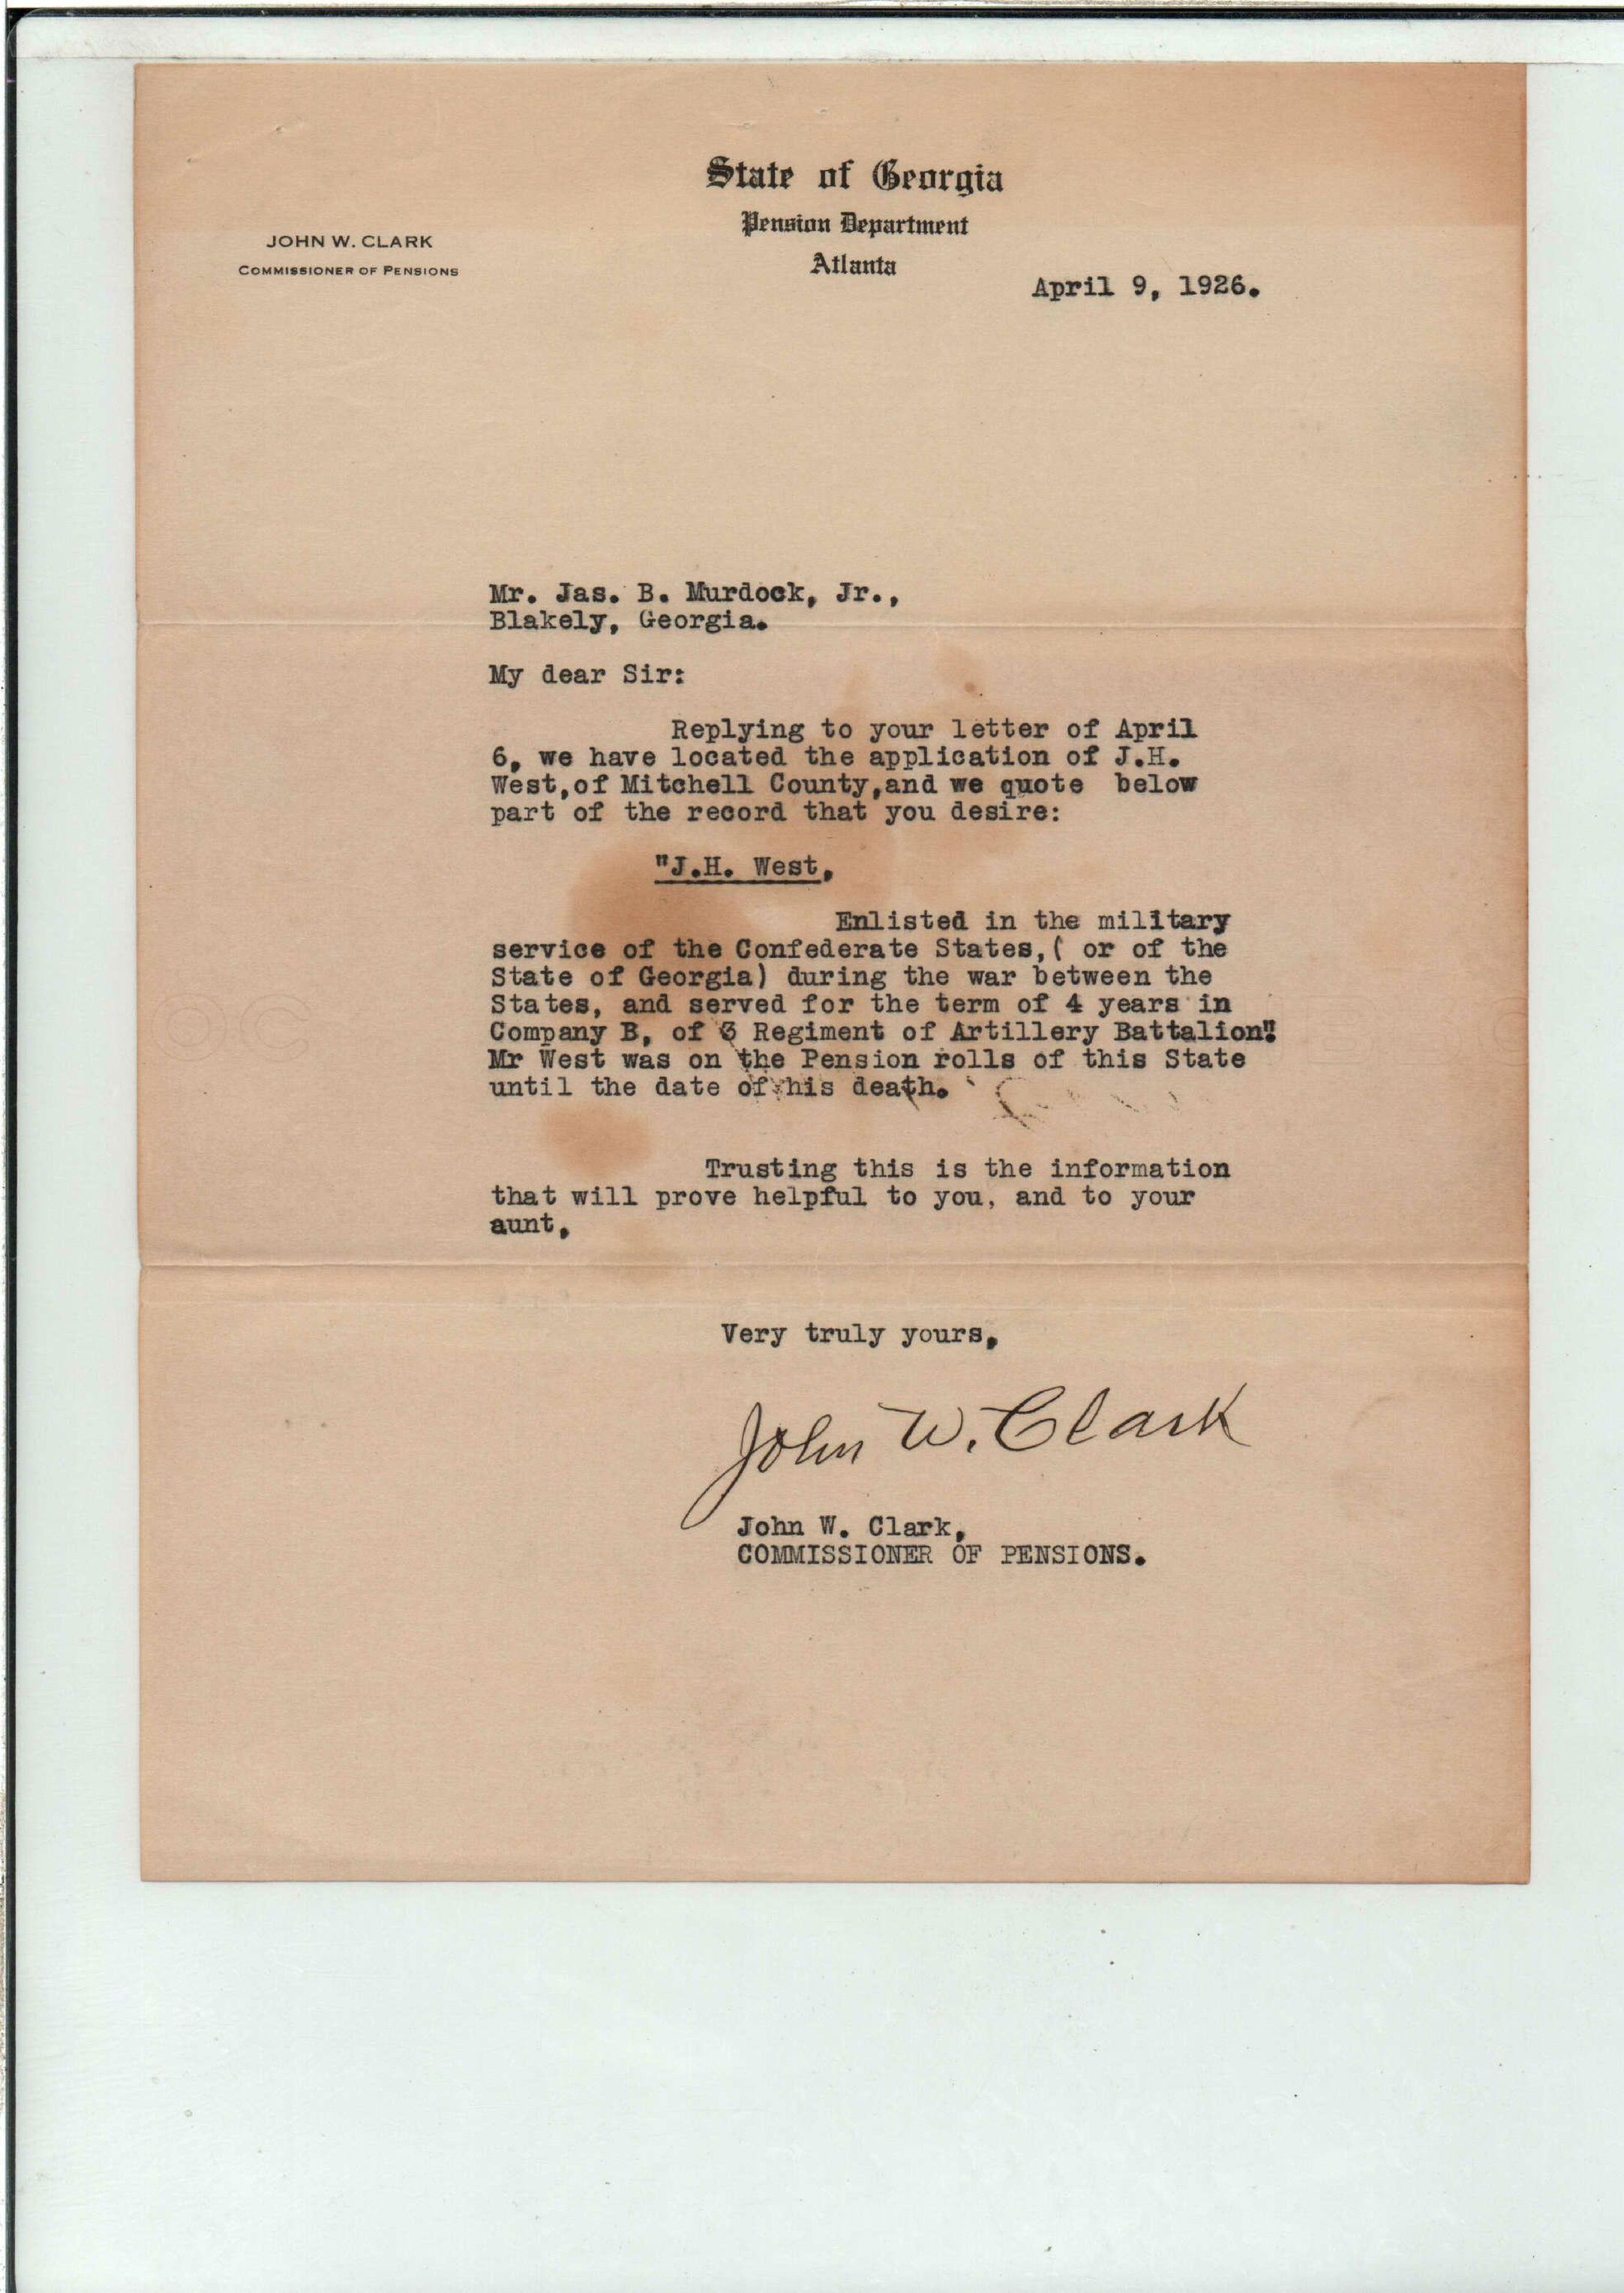 State of Georgia
Pension Department
Atlanta
JOHN W. CLARK
COMMISSIONER OF PENSIONS
April 9, 1926.
Mr. Jas. B. Murdock, Jr.,
Blakely, Georgia.
My dear Sir:
Replying to your letter of April
6, we have located the application of J.H.
West,of Mitchell County,and we quote below
part of the record that you desire:
"J.H. West,
Enlisted in the military
service of the Confederate States,( or of the
State of Georgia) during the war between the
States, and served for the term of 4 years in
Company B, of 3 Regiment of Artillery Battalion".
Mr West was on the Pension rolls of this State
until the date of his death.
Trusting this is the information
that will prove helpful to you, and to your
aunt,
Very truly yours,
John W. Clark
John W. Clark,
COMMISSIONER OF PENSIONS.